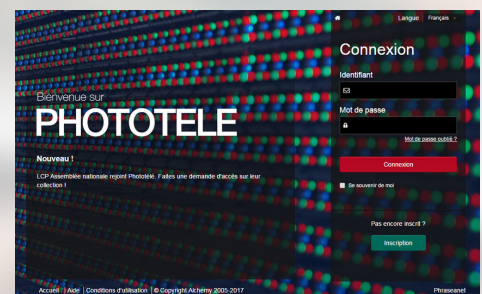 Langue Français
Connexion
Identifiant
Mot de passe
Mot de passe oublié ?
Connexion
Se souvenir de moi
Pas encore inscrit ?
Inscription
Bienvenue sur
PHOTOTELE
Nouveau !
LCP Assemblée nationale rejoint Phototélé. Faites une demande d'accès sur leur
collection !
Accueil | Aide | Conditions d'utilisation | © Copyright Alchemy 2005-2017
Phraseanet